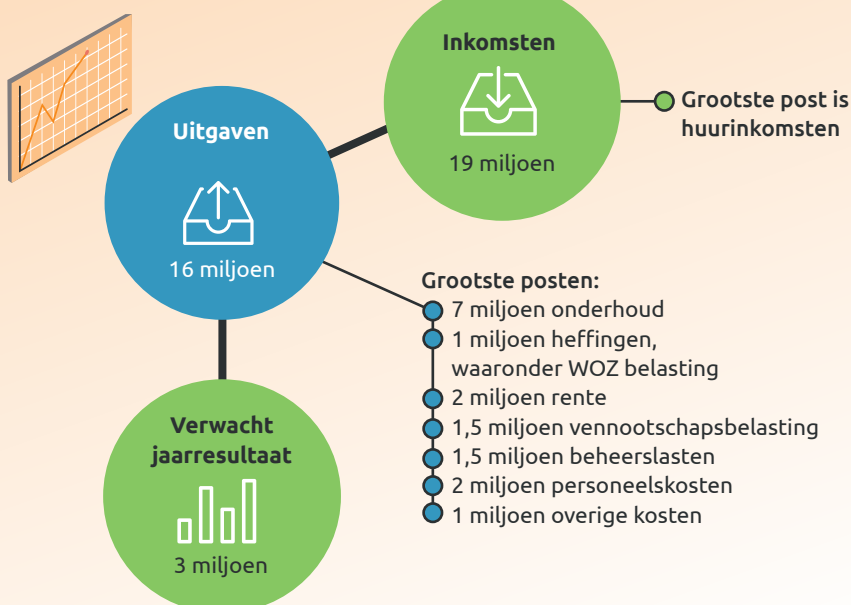 Inkomsten
19 miljoen
Grootste post is
huurinkomsten
Uitgaven
16 miljoen
Grootste posten:
7 miljoen onderhoud
1 miljoen heffingen,
waaronder WOZ belasting
2 miljoen rente
1,5 miljoen vennootschapsbelasting
1,5 miljoen beheerslasten
2 miljoen personeelskosten
1 miljoen overige kosten
Verwacht
jaarresultaat
3 miljoen